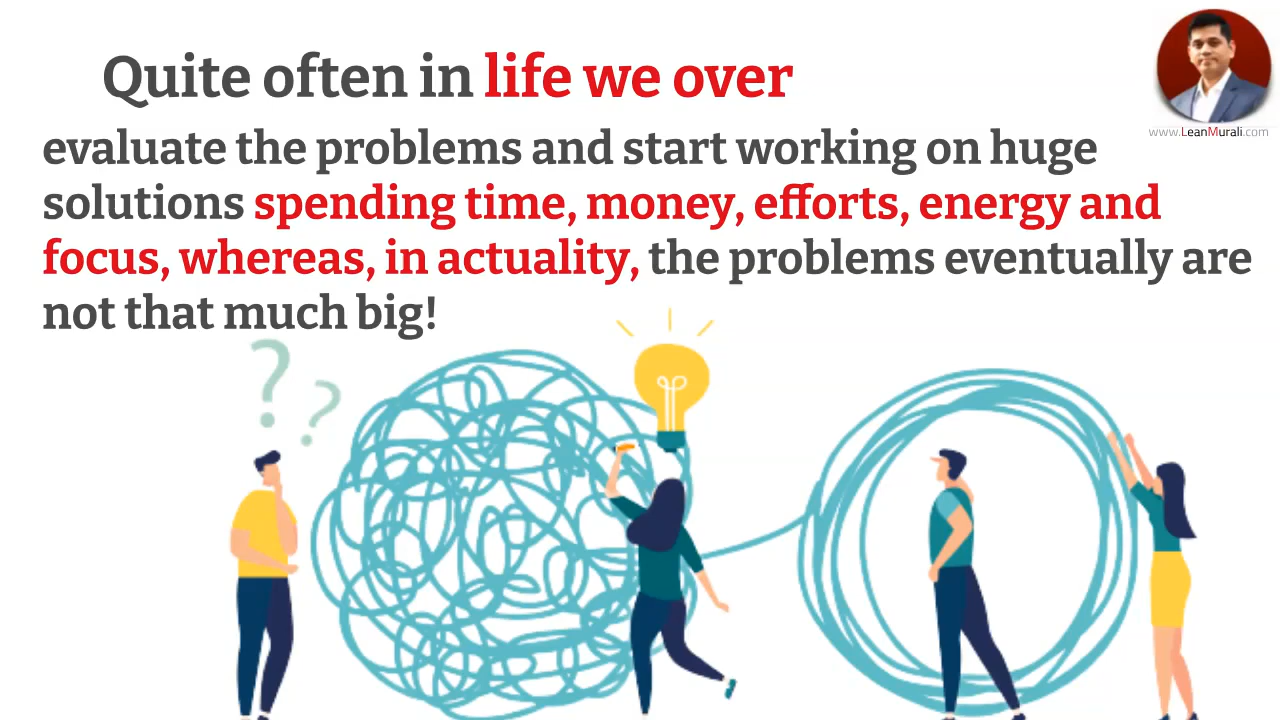 Quite often in life we over
www.LeanMurali.com
evaluate the problems and start working on huge
solutions spending time, money, efforts, energy and
focus, whereas, in actuality, the problems eventually are
not that much big!
? ?